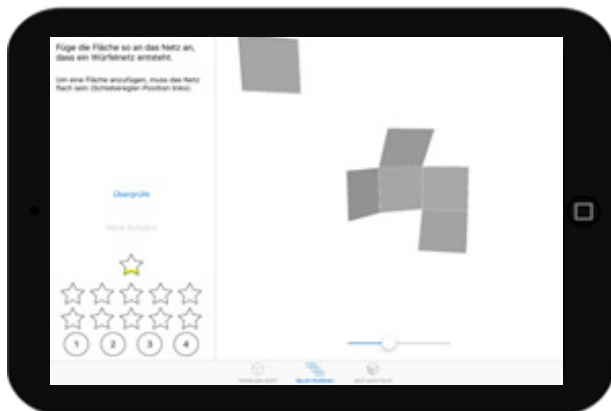 Füge die Fläche so an das Netz an,
dass ein Würfelnetz entsteht.
Um eine Fläche anzufügen, muss das Netz
flach sein (Schieberegler-Position links).
Überprüfe
Neue Aufgabe
1 2 3 4